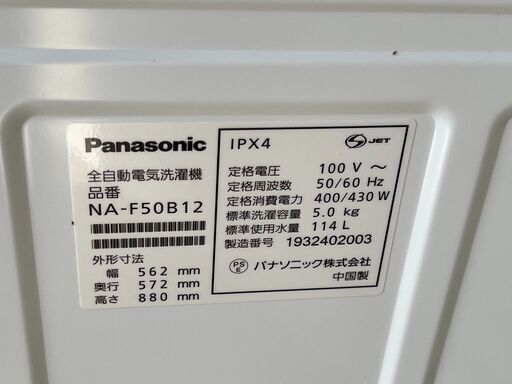 Panasonic
全自動電気洗濯機
品番
NA-F50B12
外形寸法
幅 562 mm
奥行 572 mm
高さ 880 mm
IPX4
JET
定格電圧 100 V ～
定格周波数 50/60 Hz
定格消費電力 400/430 W
標準洗濯容量 5.0 kg
標準使用水量 114 L
製造番号 1932402003
PS E パナソニック株式会社
中国製